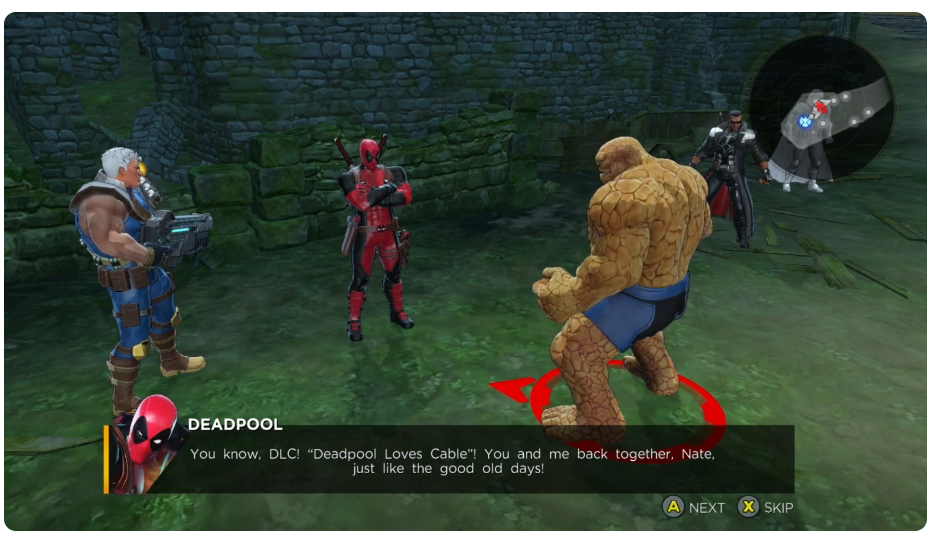 DEADPOOL
You know, DLC! “Deadpool Loves Cable”! You and me back together, Nate,
just like the good old days!
A NEXT X SKIP